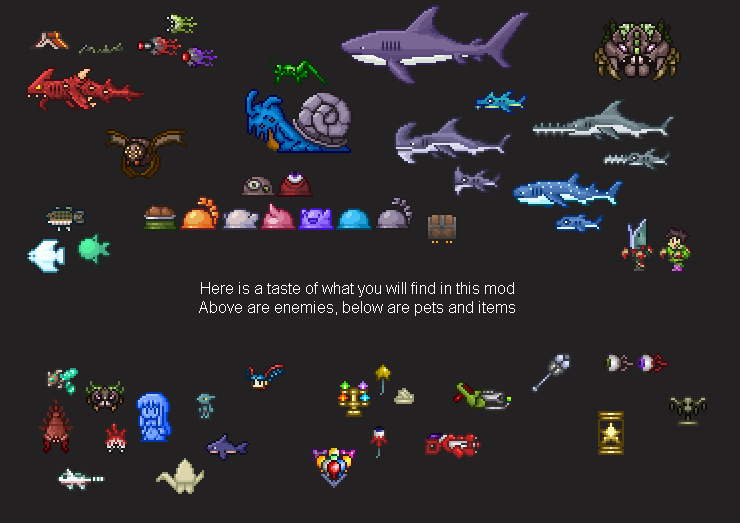 Here is a taste of what you will find in this mod
Above are enemies, below are pets and items